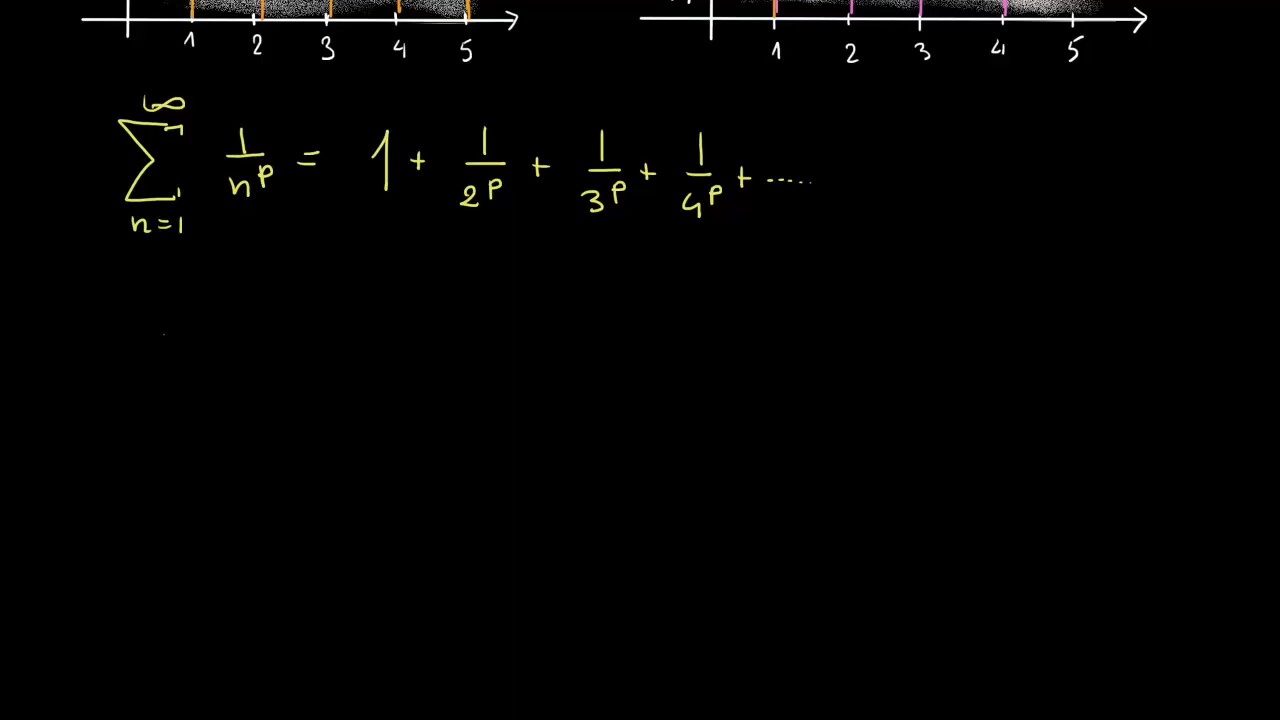 1 2 3 4 5 1 2 3 4 5
∞
∑ 1/n^p = 1 + 1/2^p + 1/3^p + 1/4^p + .....
n=1